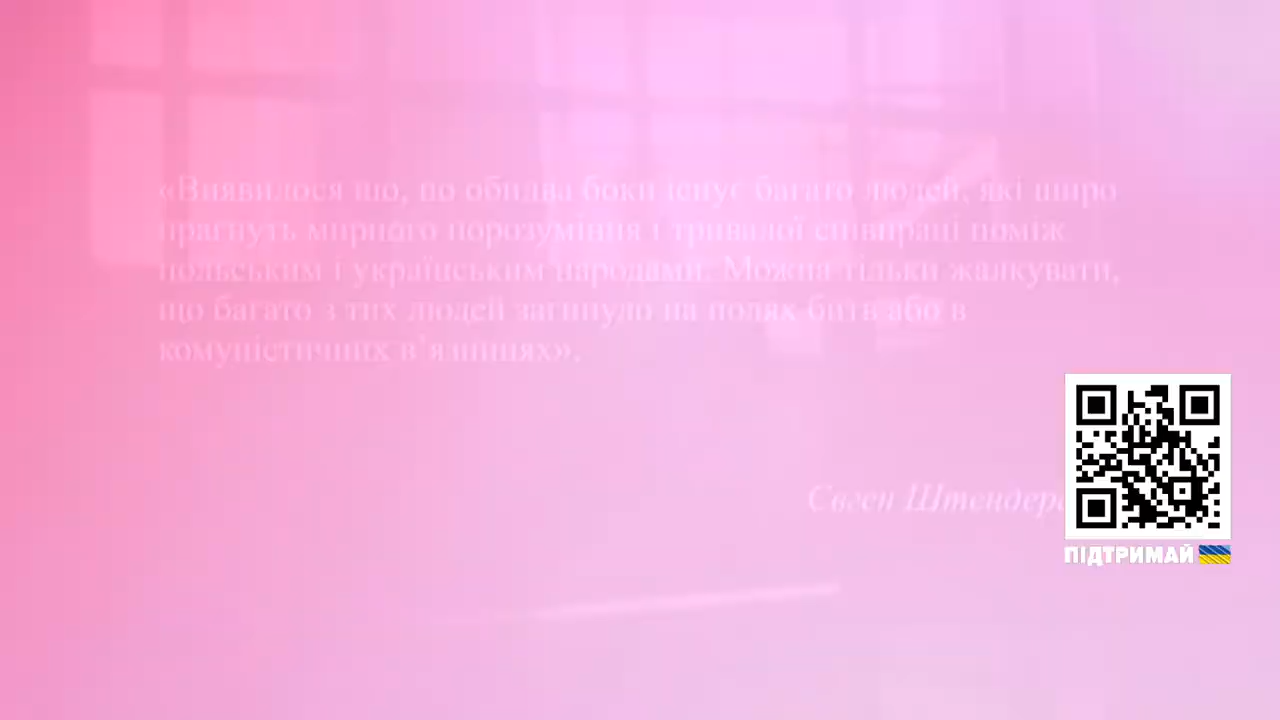 «Виявилося що, по обидва боки існує багато людей, які щиро
прагнуть мирного порозуміння і тривалої співпраці поміж
польським і українським народами. Можна тільки жалкувати,
що багато з тих людей загинуло на полях битв або в
комуністичних в’язницях».
Євген Штендера
ПІДТРИМАЙ